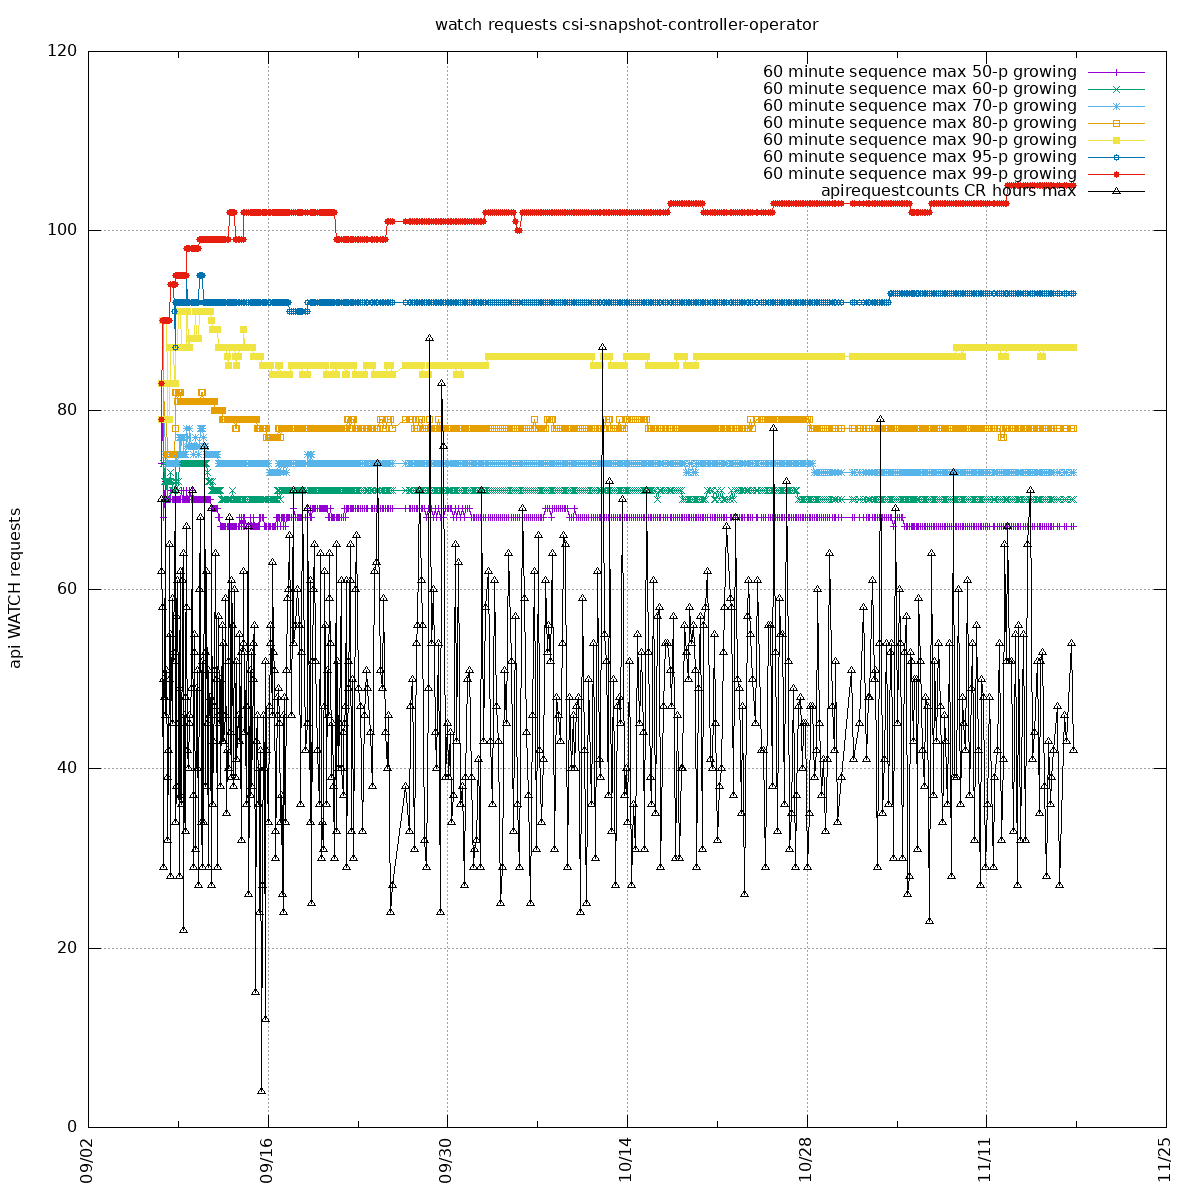 watch requests csi-snapshot-controller-operator
120
100
80
60
40
20
0
api WATCH requests
60 minute sequence max 50-p growing
60 minute sequence max 60-p growing
60 minute sequence max 70-p growing
60 minute sequence max 80-p growing
60 minute sequence max 90-p growing
60 minute sequence max 95-p growing
60 minute sequence max 99-p growing
apirequestcounts CR hours max
09/02
09/16
09/30
10/14
10/28
11/11
11/25